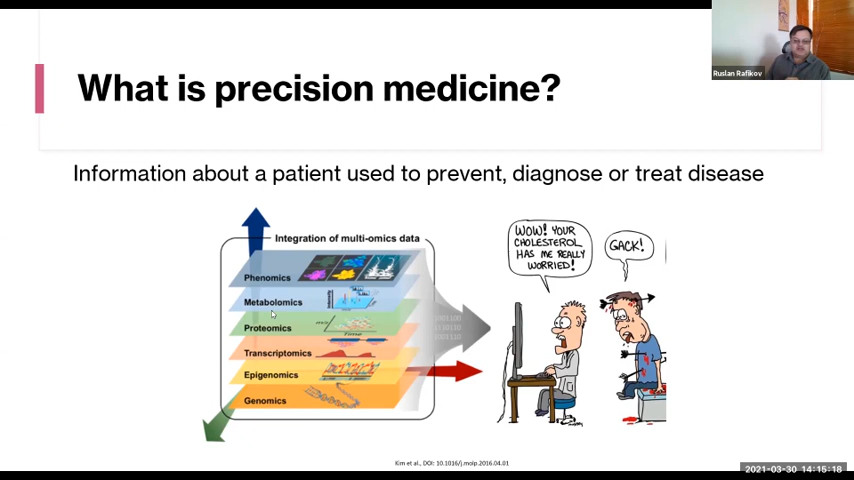 Ruslan Rafikov
What is precision medicine?
Information about a patient used to prevent, diagnose or treat disease
Integration of multi-omics data
Phenomics
Metabolomics
Proteomics
Transcriptomics
Epigenomics
Genomics
WOW! YOUR
CHOLESTEROL
HAS ME REALLY
WORRIED!
GACK!
Kim et al., DOI: 10.1016/j.molp.2016.04.01
2021-03-30 14:15:18